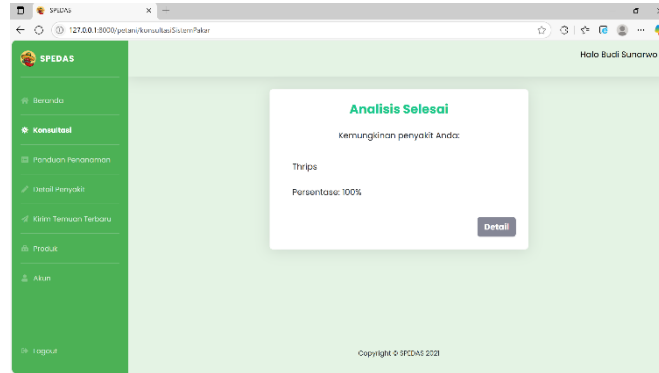 SPEDAS
127.0.0.1:8000/petani/konsultasiSistemPakar
SPEDAS
Halo Budi Sunarwo
Beranda
Konsultasi
Panduan Penanaman
Detail Penyakit
Kirim Temuan Terbaru
Produk
Akun
Logout
Analisis Selesai
Kemungkinan penyakit Anda:
Thrips
Persentase: 100%
Detail
Copyright © SPEDAS 2021